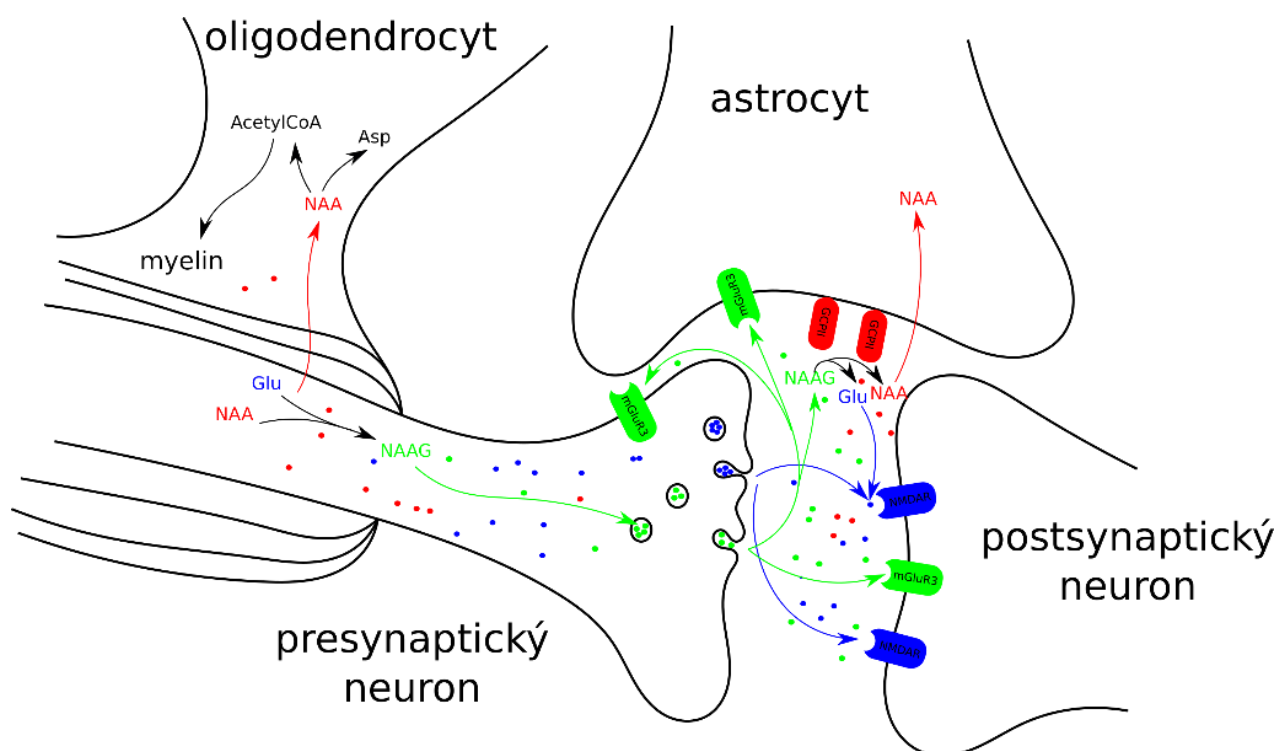 oligodendrocyt
astrocyt
AcetylCoA
Asp
NAA
NAA
myelin
mGluR3
GCPII
GCPII
Glu
NAAG
NAA
Glu
NAA
mGluR3
NAAG
NMDAR
postsynaptický
neuron
mGluR3
presynaptický
neuron
NMDAR